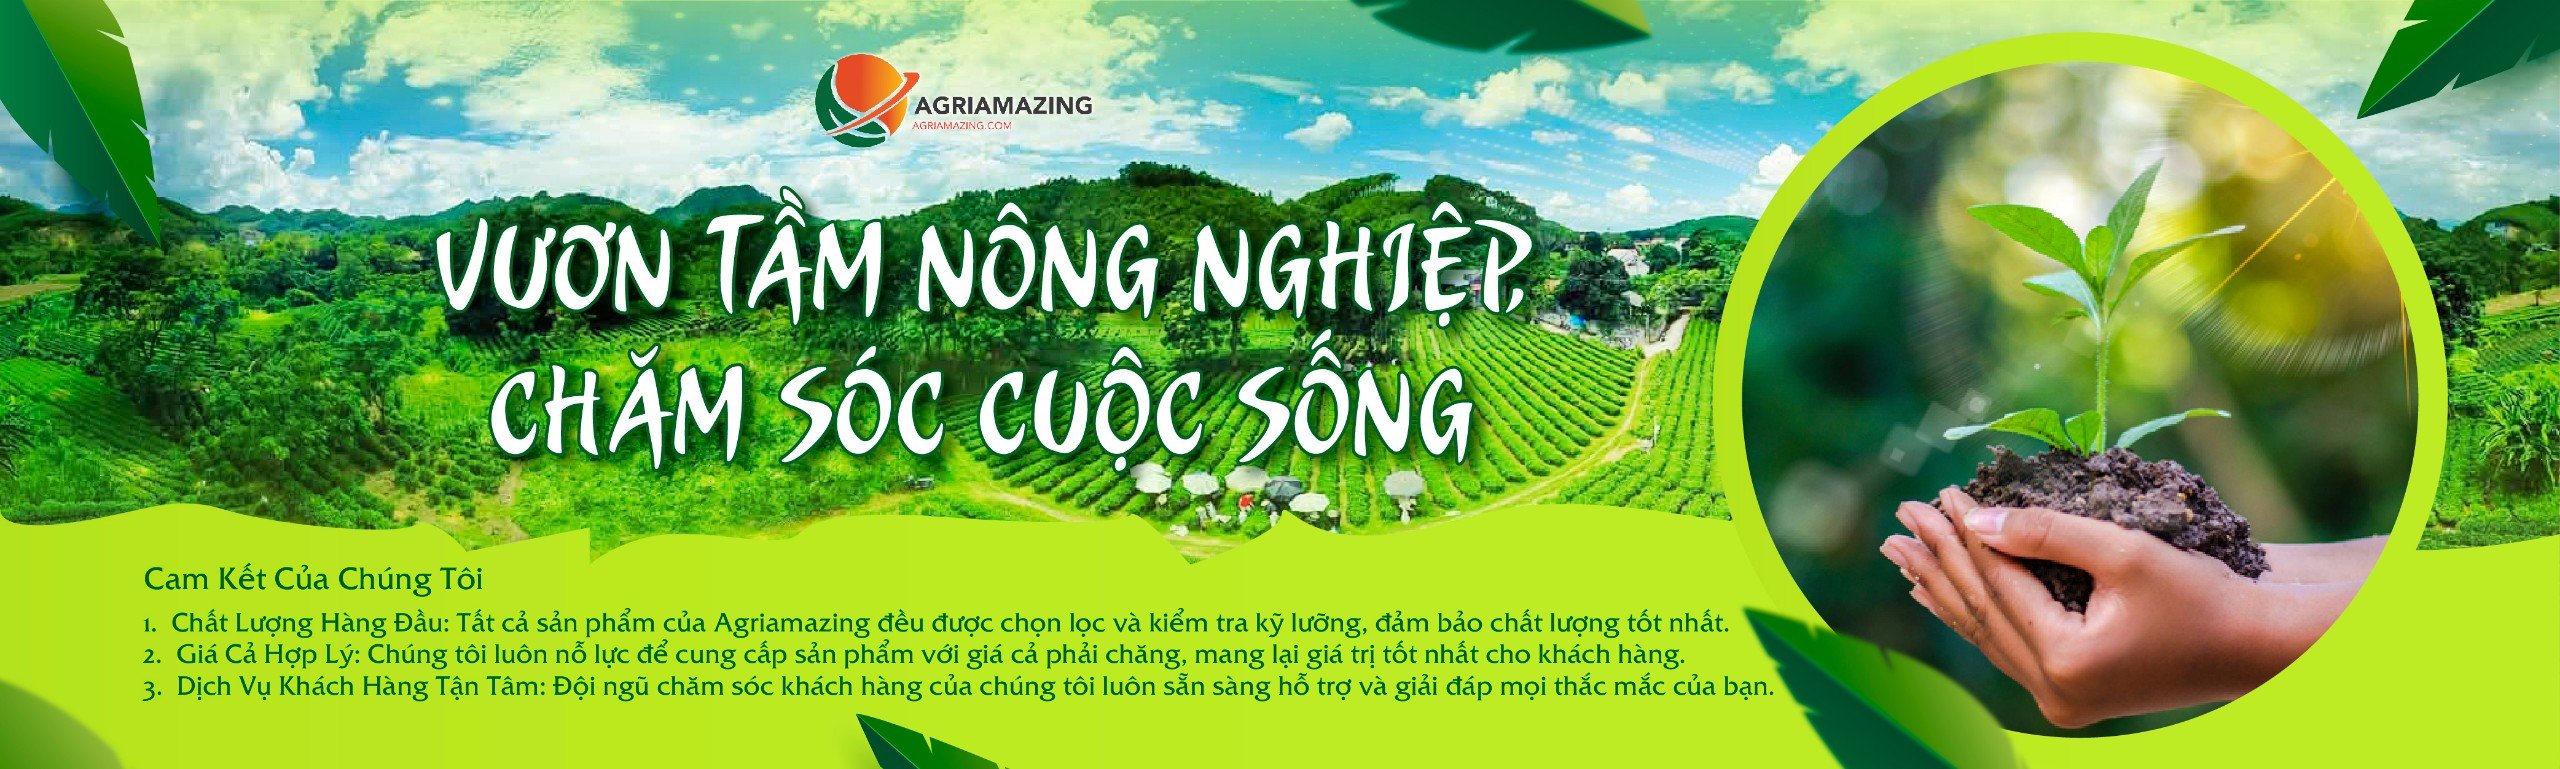 AGRIAMAZING
AGRIAMAZING.COM
VƯƠN TẦM NÔNG NGHIỆP,
CHĂM SÓC CUỘC SỐNG
Cam Kết Của Chúng Tôi
1. Chất Lượng Hàng Đầu: Tất cả sản phẩm của Agriamazing đều được chọn lọc và kiểm tra kỹ lưỡng, đảm bảo chất lượng tốt nhất.
2. Giá Cả Hợp Lý: Chúng tôi luôn nỗ lực để cung cấp sản phẩm với giá cả phải chăng, mang lại giá trị tốt nhất cho khách hàng.
3. Dịch Vụ Khách Hàng Tận Tâm: Đội ngũ chăm sóc khách hàng của chúng tôi luôn sẵn sàng hỗ trợ và giải đáp mọi thắc mắc của bạn.